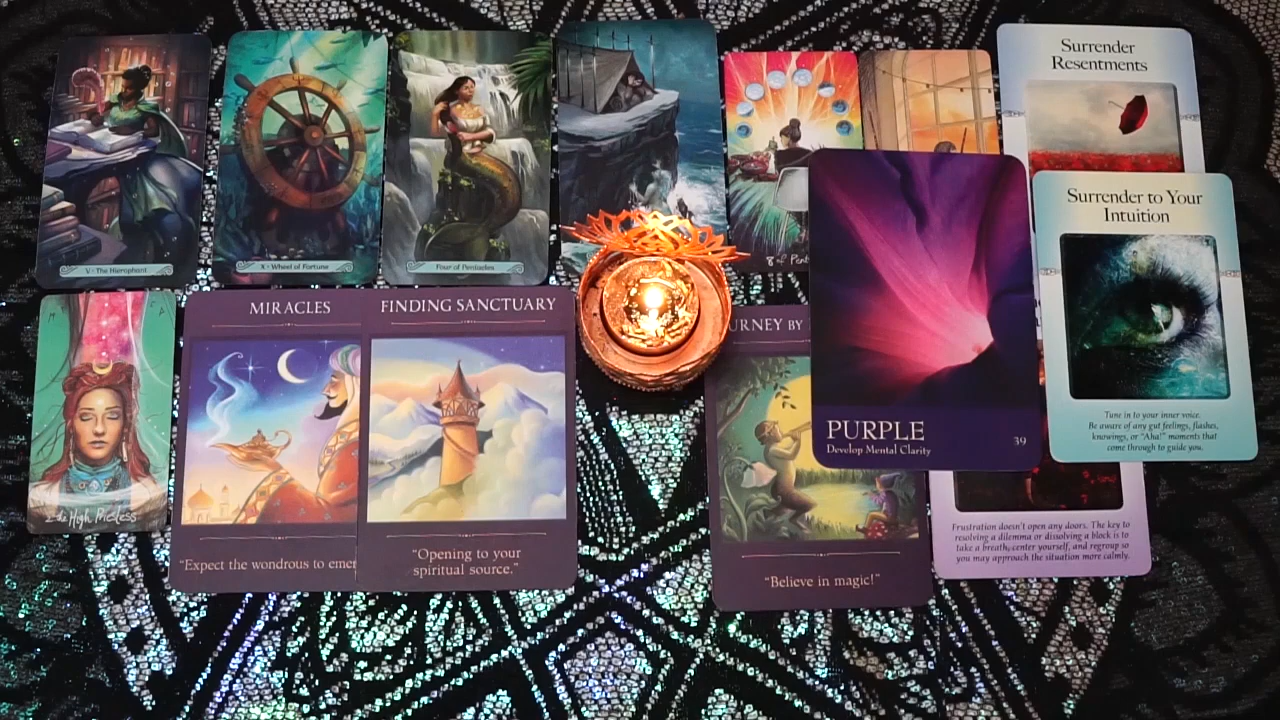 V - The Hierophant
X - Wheel of Fortune
Four of Pentacles
8 of Pent
Surrender
Resentments
Surrender to Your
Intuition
Tune in to your inner voice.
Be aware of any gut feelings, flashes,
knowings, or "Aha!" moments that
come through to guide you.
2 the High Priestess
MIRACLES
"Expect the wondrous to emer
FINDING SANCTUARY
"Opening to your
spiritual source."
URNEY BY
"Believe in magic!"
PURPLE
Develop Mental Clarity
39
Frustration doesn't open any doors. The key to
resolving a dilemma or dissolving a block is to
take a breath, center yourself, and regroup so
you may approach the situation more calmly.